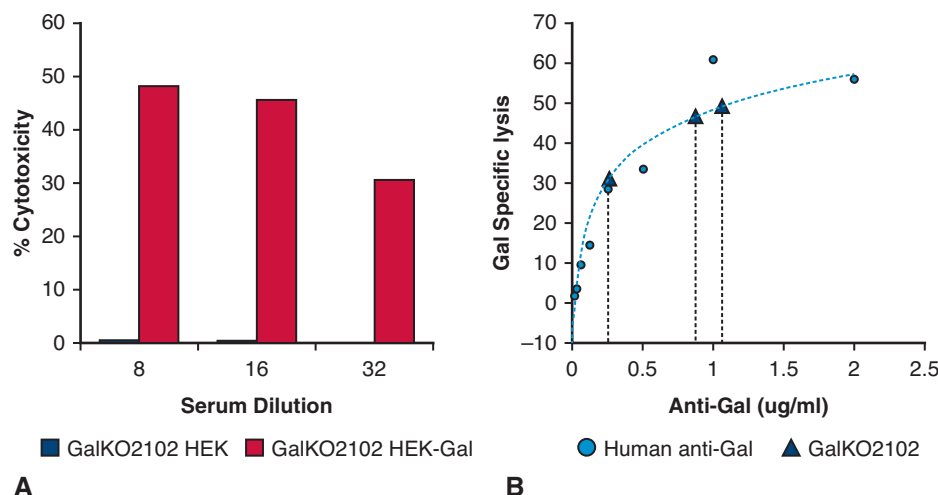 60
50
40
30
20
10
0
% Cytotoxicity
8 16 32
Serum Dilution
GalKO2102 HEK GalKO2102 HEK-Gal
A
70
60
50
40
30
20
10
0
–10
Gal Specific lysis
0 0.5 1 1.5 2 2.5
Anti-Gal (ug/ml)
Human anti-Gal GalKO2102
B